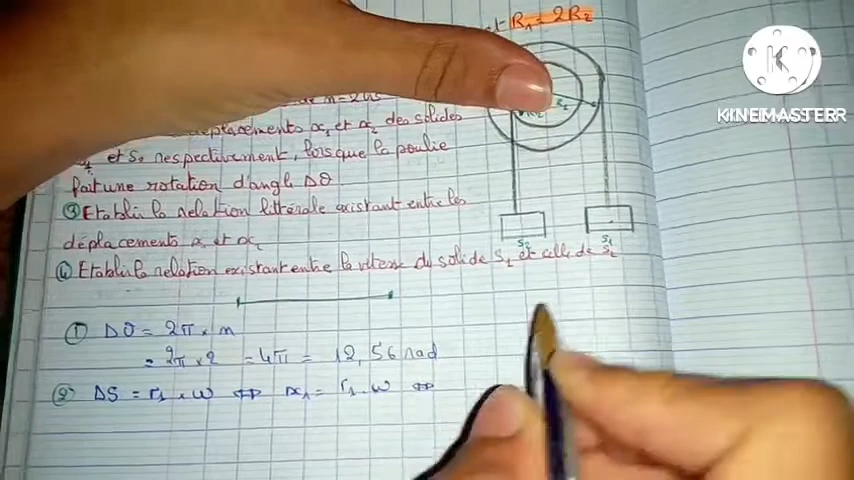 et R₁ = 2R₂
KINEMASTER
déplacements x₁ et x₂ des solides
et S₂ respectivement, lorsque la poulie
fait une rotation d'angle Δθ
③ Etablir la relation littérale existant entre les
déplacements x₁ et x₂
④ Etablir la relation existant entre la vitesse du solide S₁ et celle de S₂
S₂
S₁
① Δθ = 2π . n
= 2π × 2 = 4π = 12,56 rad
② ΔS = r₁ . ω ⇔ x₁ = r₁ . ω ⇔